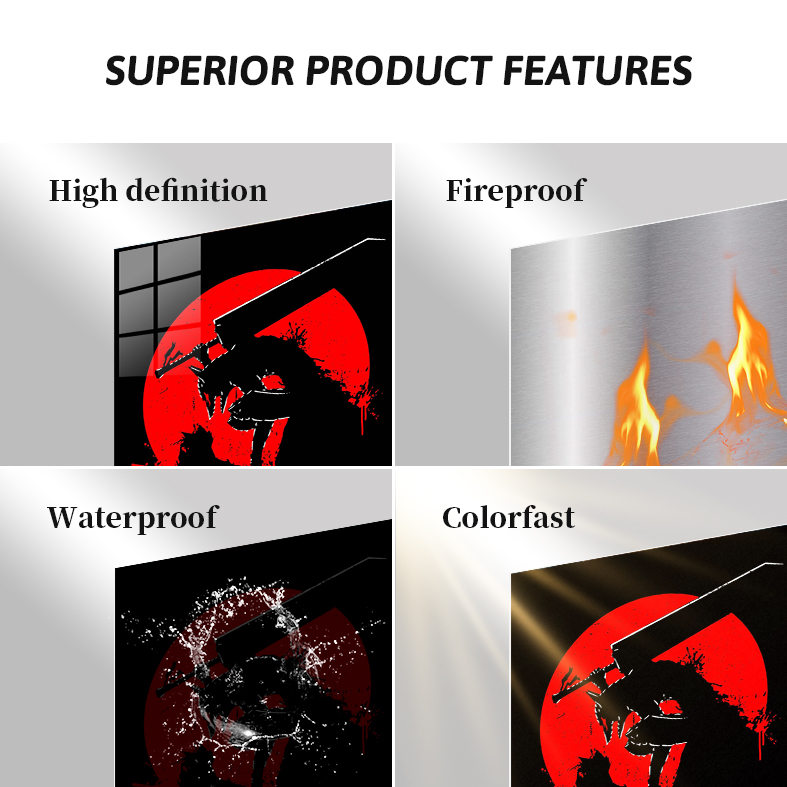 SUPERIOR PRODUCT FEATURES
High definition
Fireproof
Waterproof
Colorfast